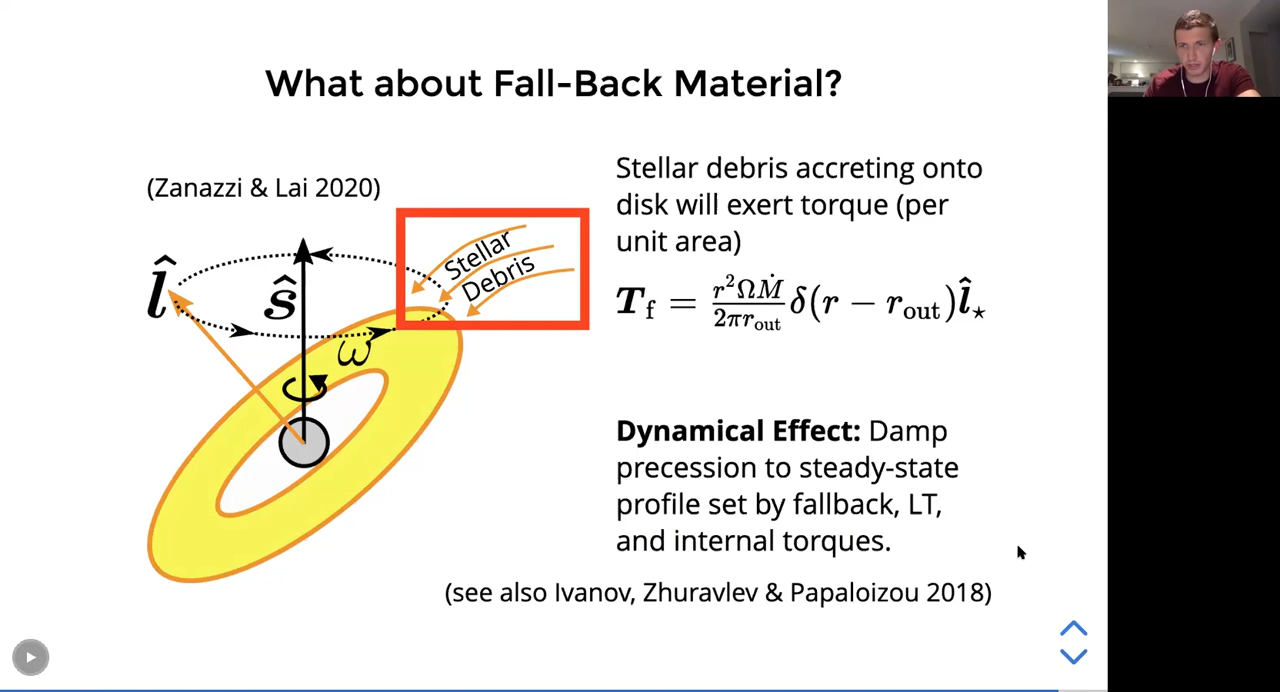 What about Fall-Back Material?
(Zanazzi & Lai 2020)
Stellar debris accreting onto
disk will exert torque (per
unit area)
Stellar
Debris
l̂
ŝ
ω
T_f = r²ΩṀ / 2πr_out δ(r − r_out) l̂_⋆
Dynamical Effect: Damp
precession to steady-state
profile set by fallback, LT,
and internal torques.
(see also Ivanov, Zhuravlev & Papaloizou 2018)